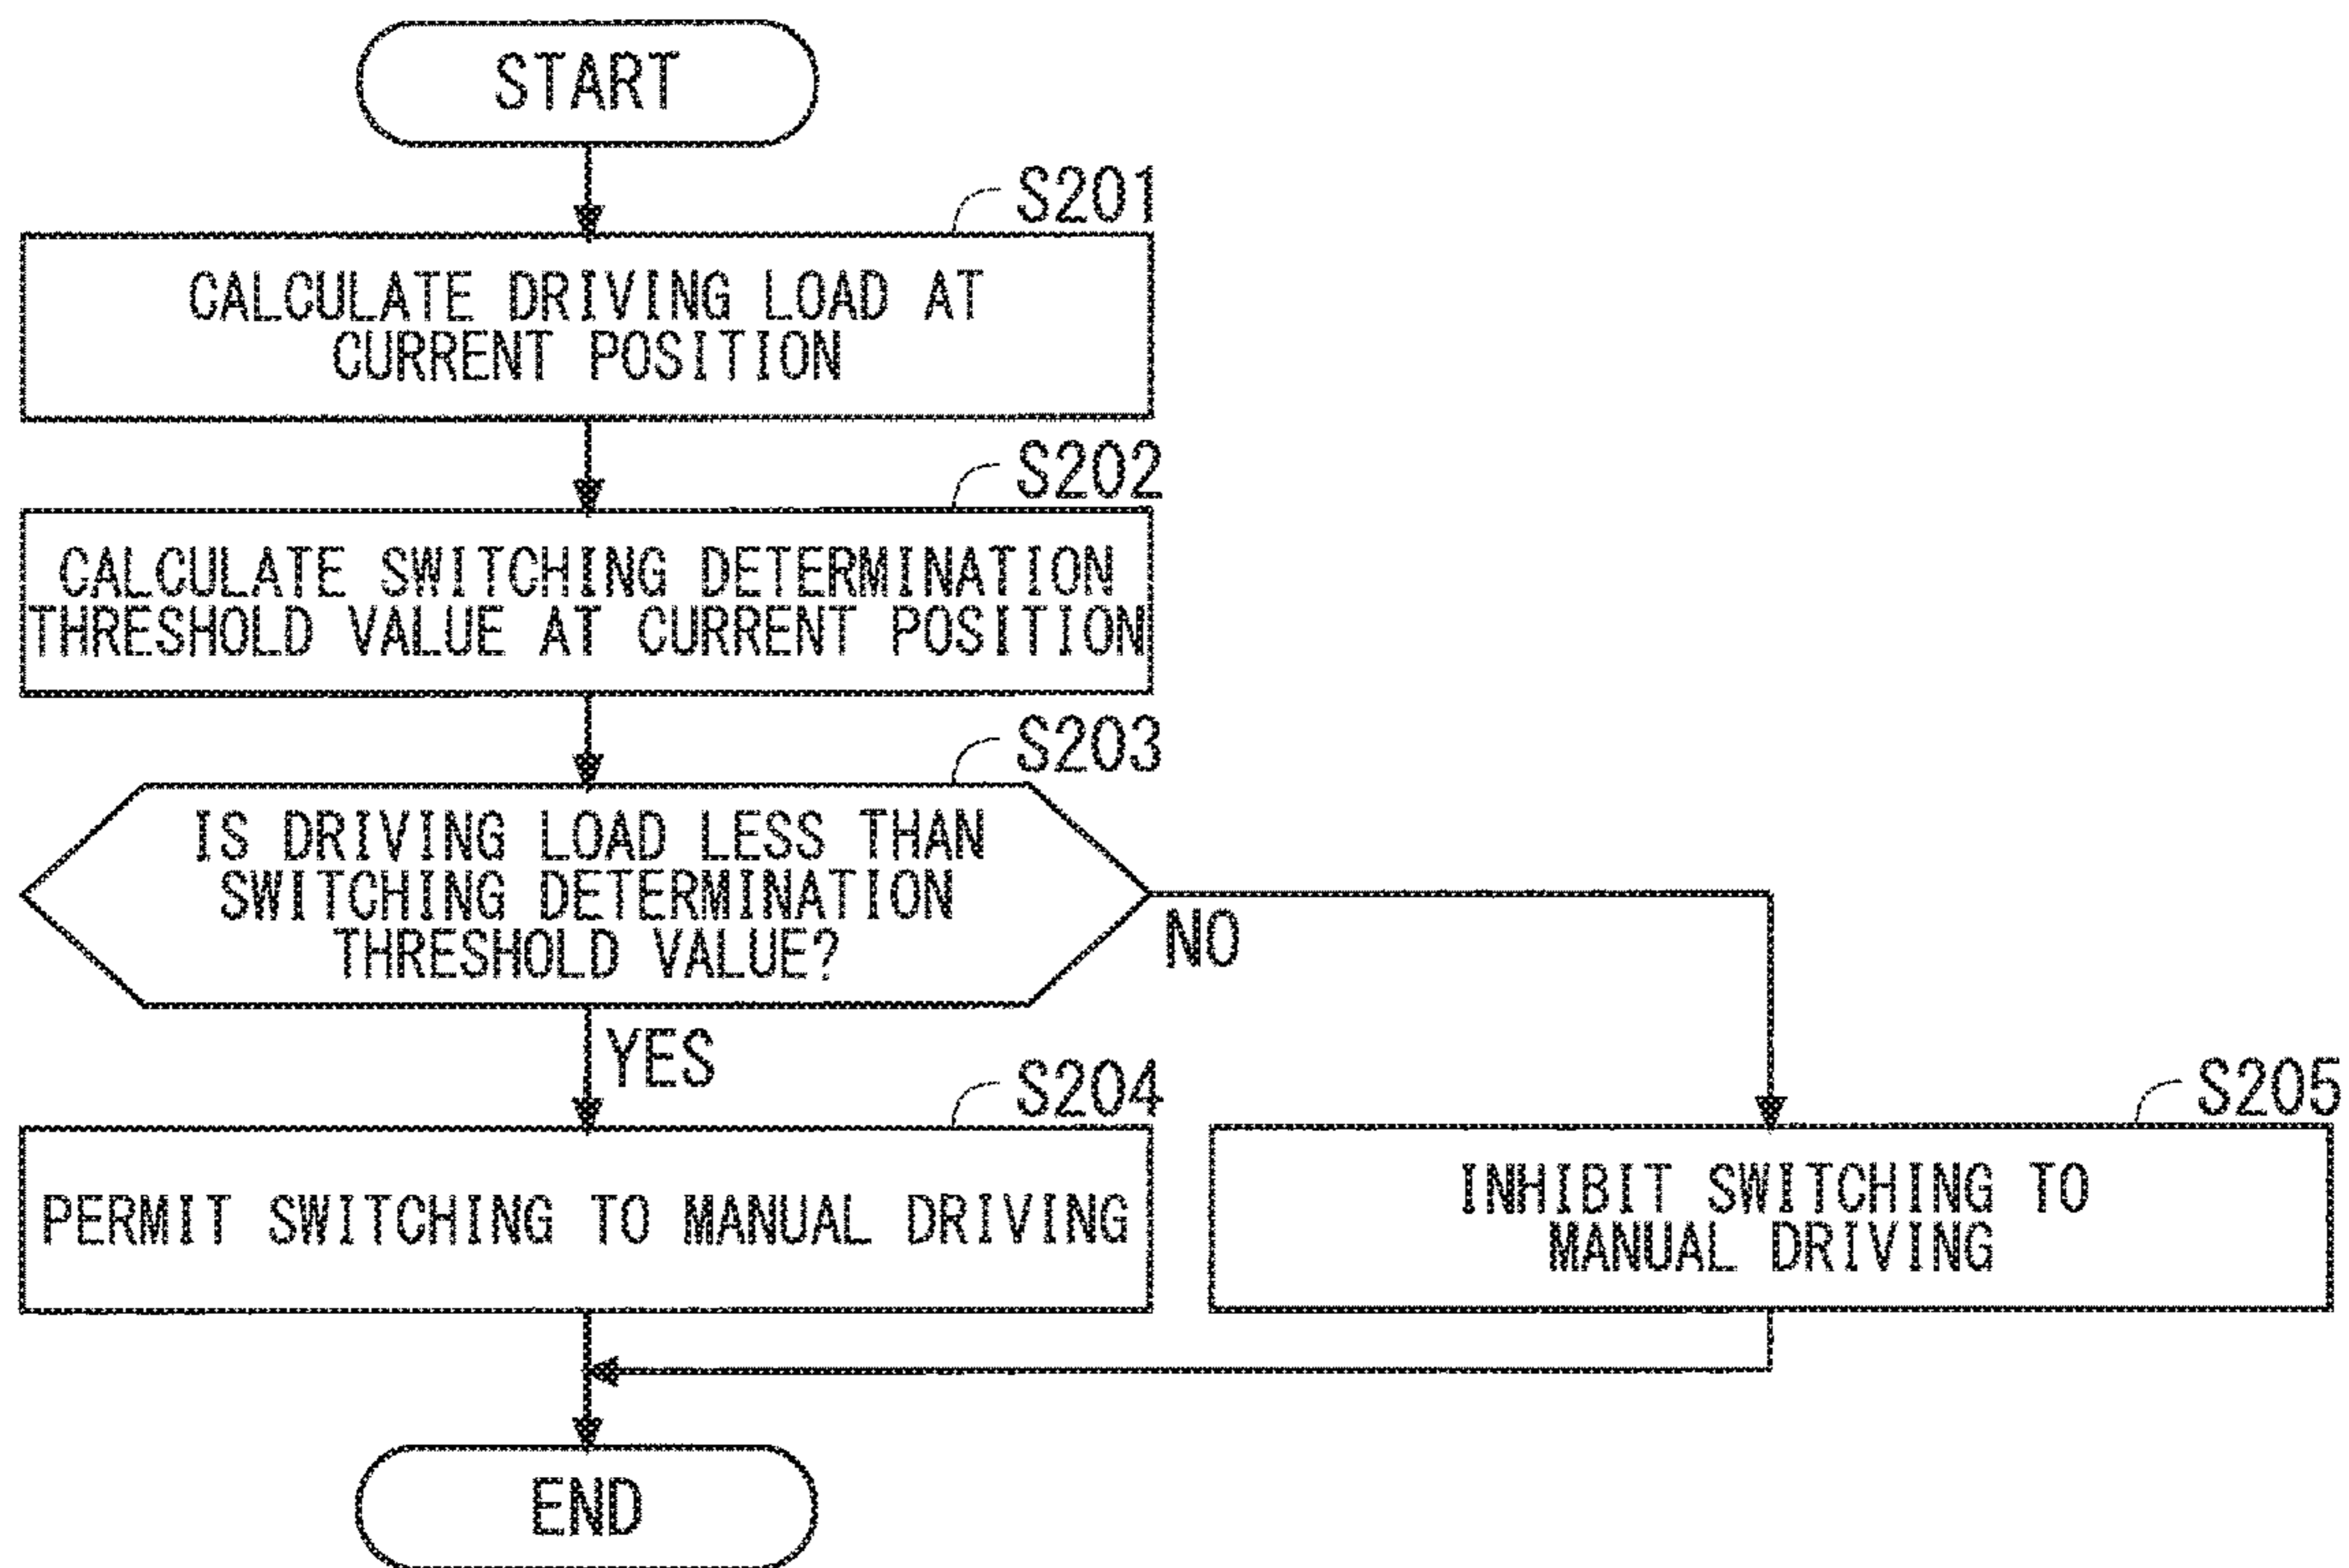 START
S201
CALCULATE DRIVING LOAD AT
CURRENT POSITION
S202
CALCULATE SWITCHING DETERMINATION
THRESHOLD VALUE AT CURRENT POSITION
S203
IS DRIVING LOAD LESS THAN
SWITCHING DETERMINATION
THRESHOLD VALUE?
NO
YES
S204
PERMIT SWITCHING TO MANUAL DRIVING
S205
INHIBIT SWITCHING TO
MANUAL DRIVING
END